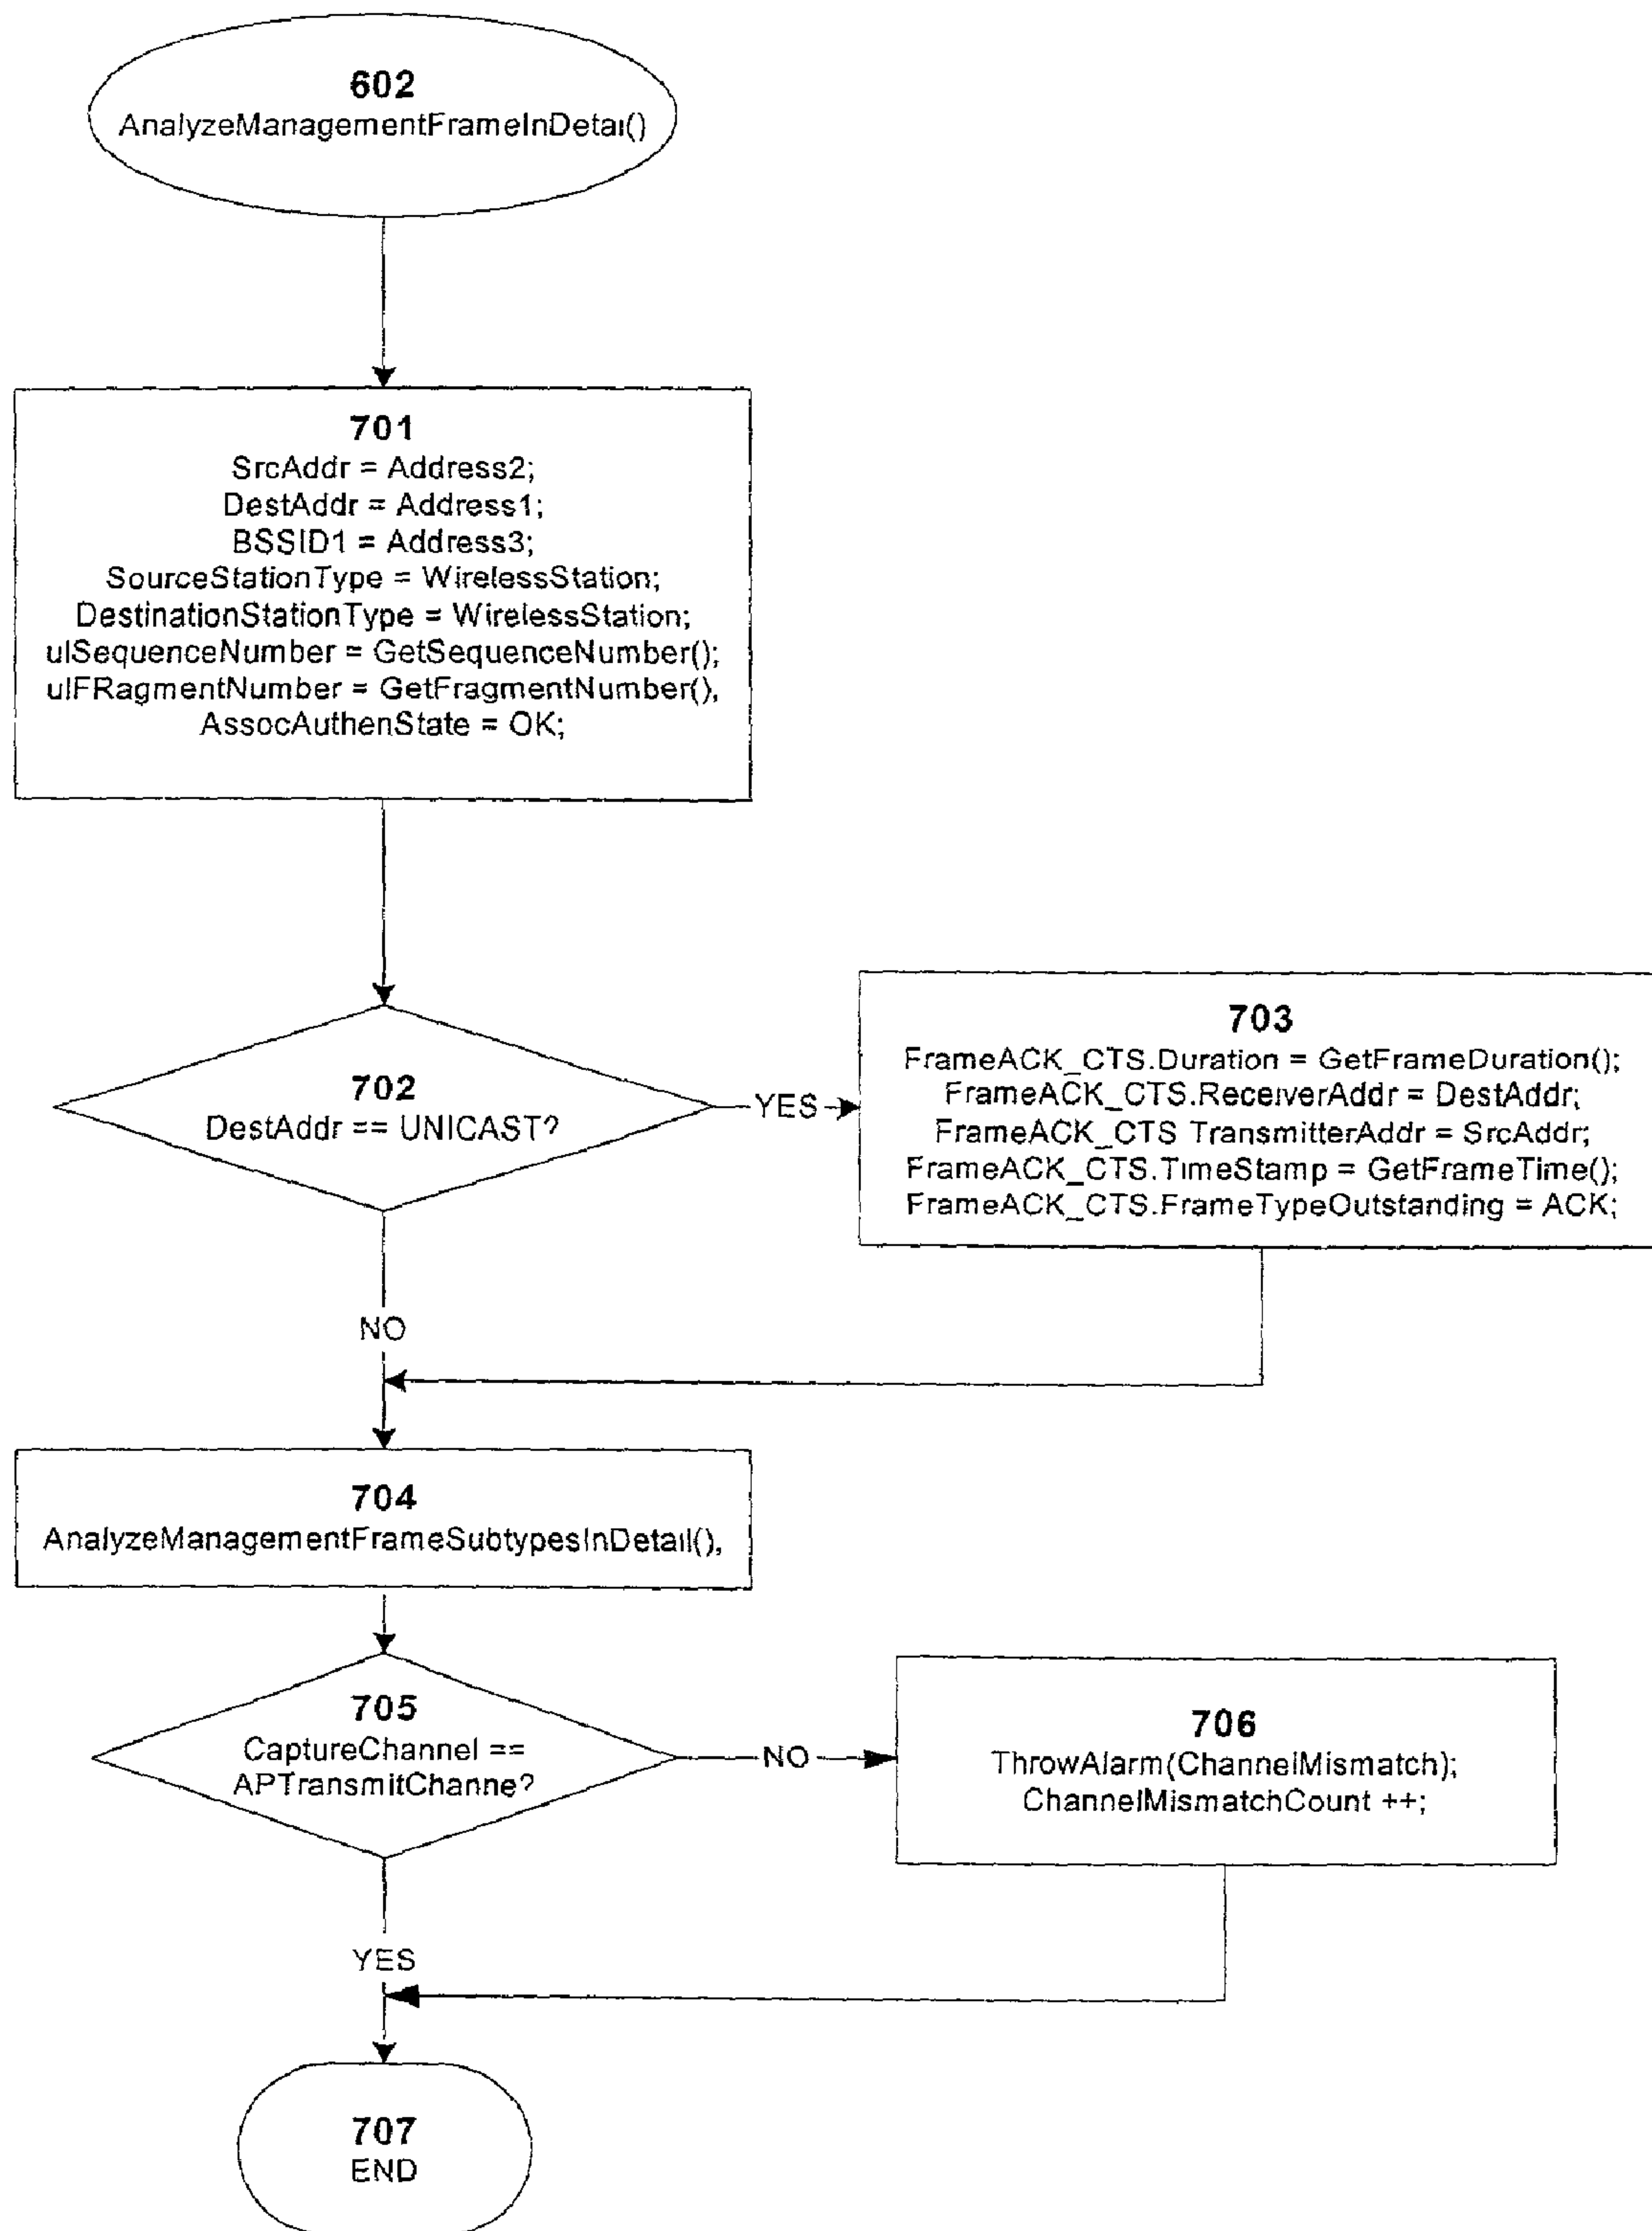 602
AnalyzeManagementFrameInDetai()
701
SrcAddr = Address2;
DestAddr = Address1;
BSSID1 = Address3;
SourceStationType = WirelessStation;
DestinationStationType = WirelessStation;
ulSequenceNumber = GetSequenceNumber();
ulFRagmentNumber = GetFragmentNumber(),
AssocAuthenState = OK;
702
DestAddr == UNICAST?
YES
703
FrameACK_CTS.Duration = GetFrameDuration();
FrameACK_CTS.ReceiverAddr = DestAddr;
FrameACK_CTS TransmitterAddr = SrcAddr;
FrameACK_CTS.TimeStamp = GetFrameTime();
FrameACK_CTS.FrameTypeOutstanding = ACK;
NO
704
AnalyzeManagementFrameSubtypesInDetail(),
705
CaptureChannel ==
APTransmitChanne?
NO
706
ThrowAlarm(ChannelMismatch);
ChannelMismatchCount ++;
YES
707
END